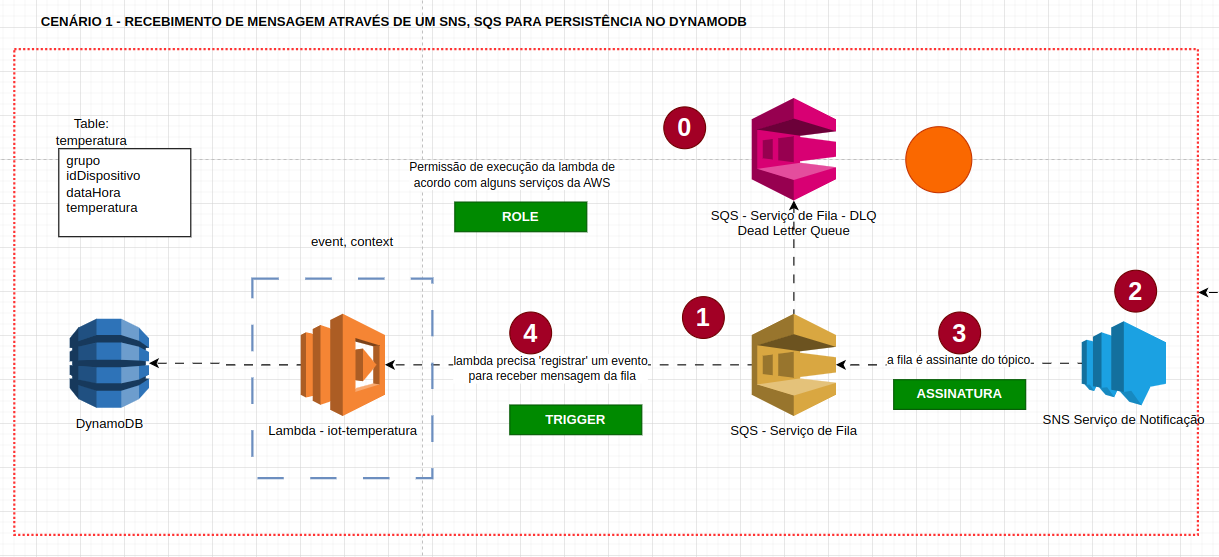 CENÁRIO 1 - RECEBIMENTO DE MENSAGEM ATRAVÉS DE UM SNS, SQS PARA PERSISTÊNCIA NO DYNAMODB
Table:
temperatura
grupo
idDispositivo
dataHora
temperatura
Permissão de execução da lambda de
acordo com alguns serviços da AWS
ROLE
0
SQS - Serviço de Fila - DLQ
Dead Letter Queue
event, context
DynamoDB
Lambda - iot-temperatura
4
lambda precisa 'registrar' um evento
para receber mensagem da fila
TRIGGER
1
SQS - Serviço de Fila
3
a fila é assinante do tópico
ASSINATURA
2
SNS Serviço de Notificação